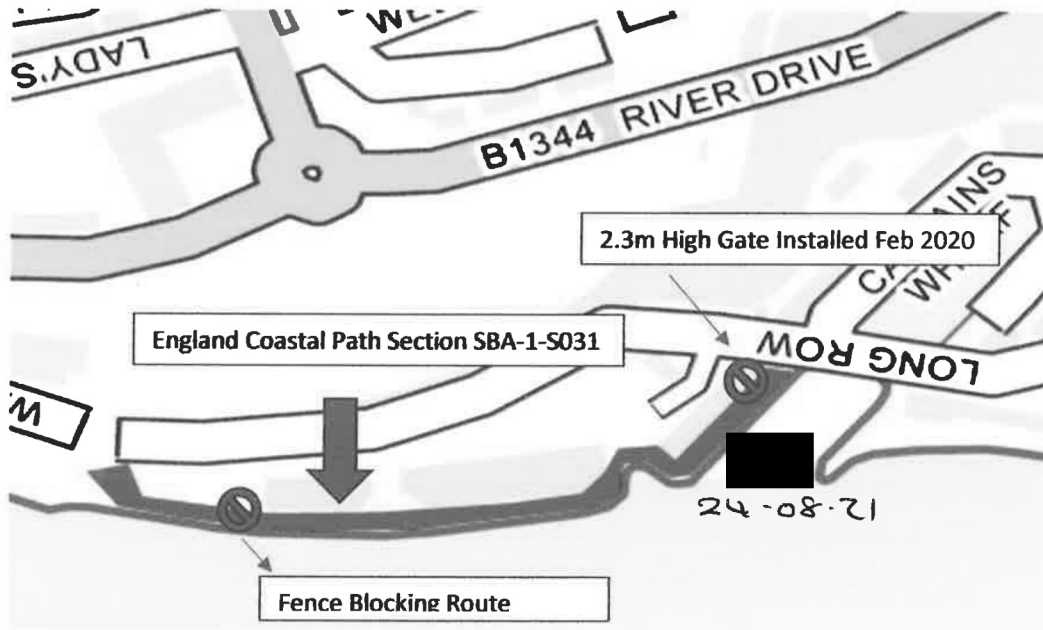 LADY'S
B1344 RIVER DRIVE
2.3m High Gate Installed Feb 2020
England Coastal Path Section SBA-1-S031
LONG ROW
24-08-21
Fence Blocking Route